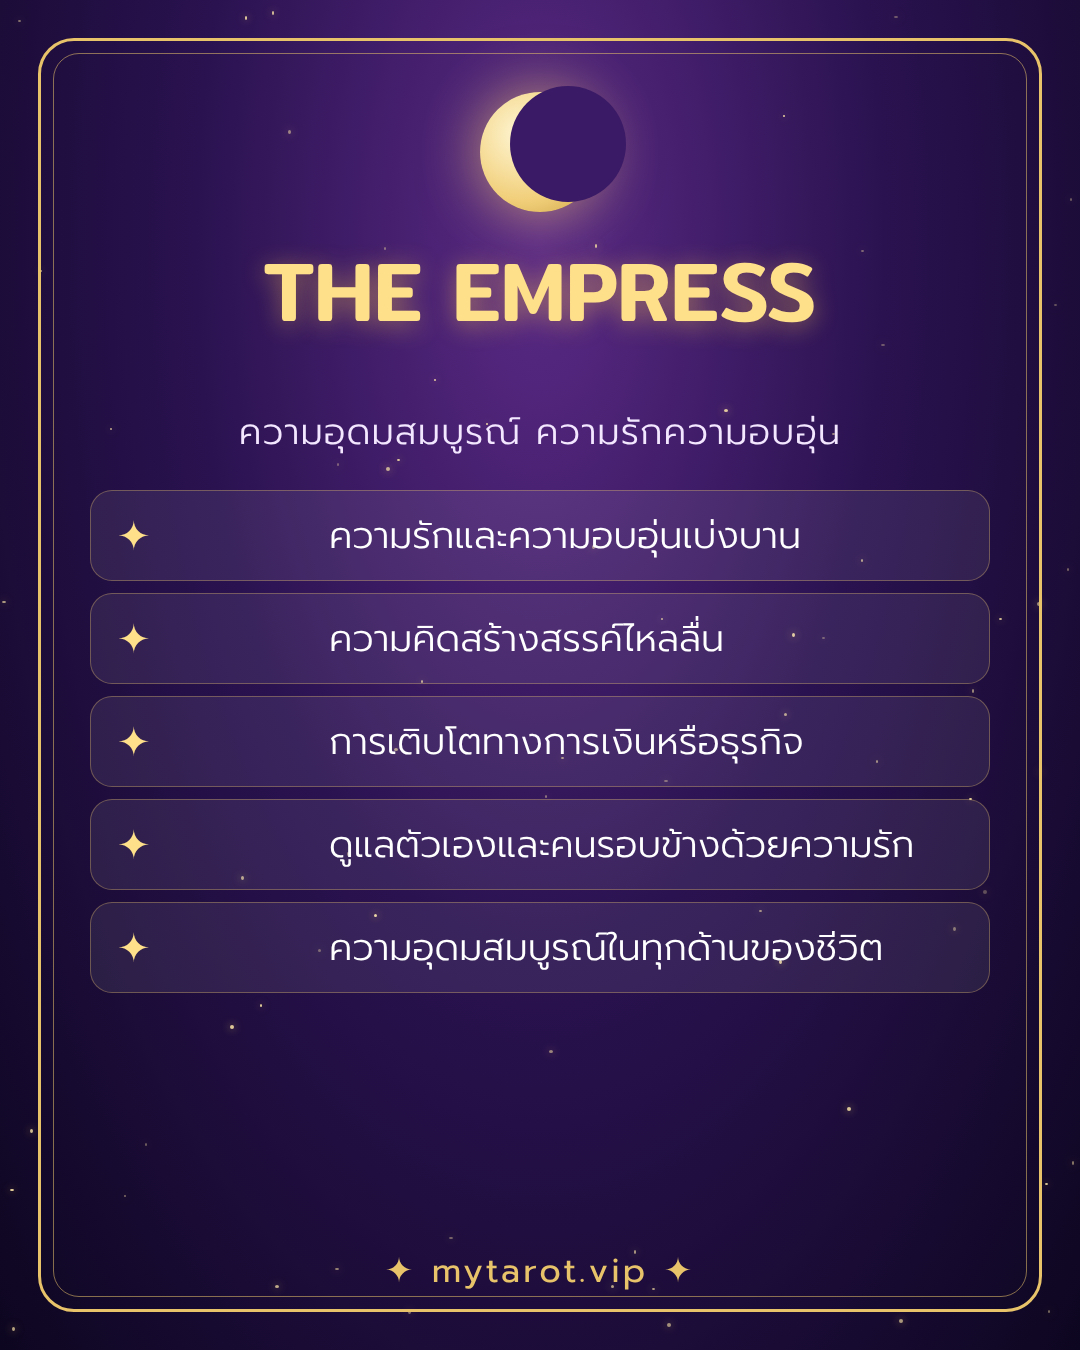 THE EMPRESS
ความอุดมสมบูรณ์ ความรักความอบอุ่น
✦ ความรักและความอบอุ่นเบ่งบาน
✦ ความคิดสร้างสรรค์ไหลลื่น
✦ การเติบโตทางการเงินหรือธุรกิจ
✦ ดูแลตัวเองและคนรอบข้างด้วยความรัก
✦ ความอุดมสมบูรณ์ในทุกด้านของชีวิต
✦ mytarot.vip ✦